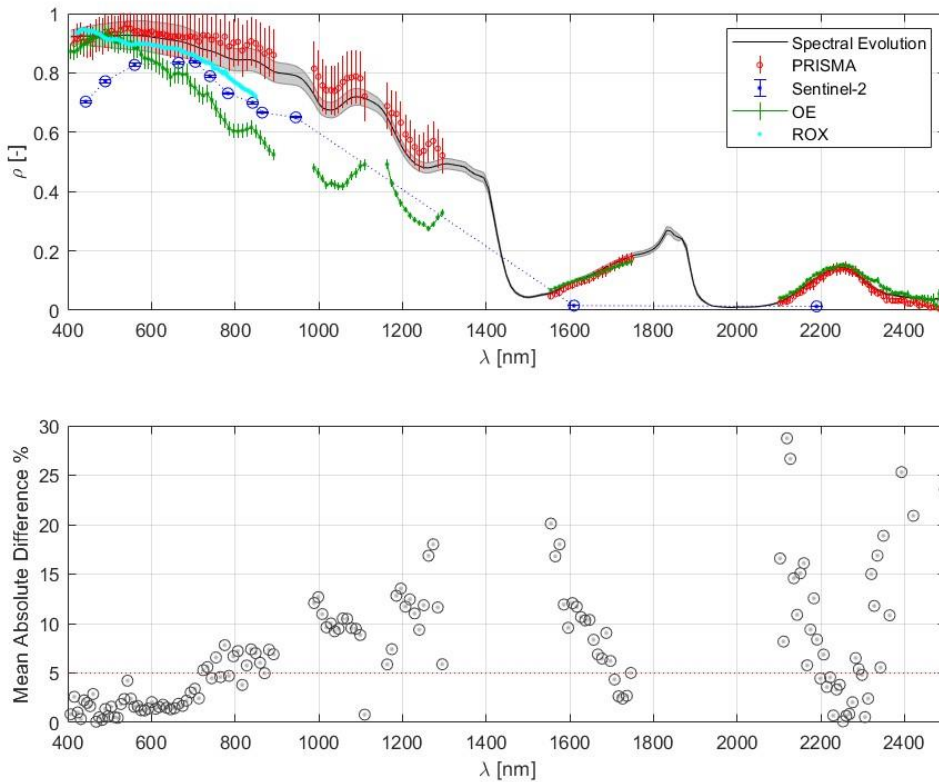 1
0.8
0.6
0.4
0.2
0
ρ [-]
400 600 800 1000 1200 1400 1600 1800 2000 2200 2400
λ [nm]
Spectral Evolution
PRISMA
Sentinel-2
OE
ROX
30
25
20
15
10
5
0
Mean Absolute Difference %
400 600 800 1000 1200 1400 1600 1800 2000 2200 2400
λ [nm]